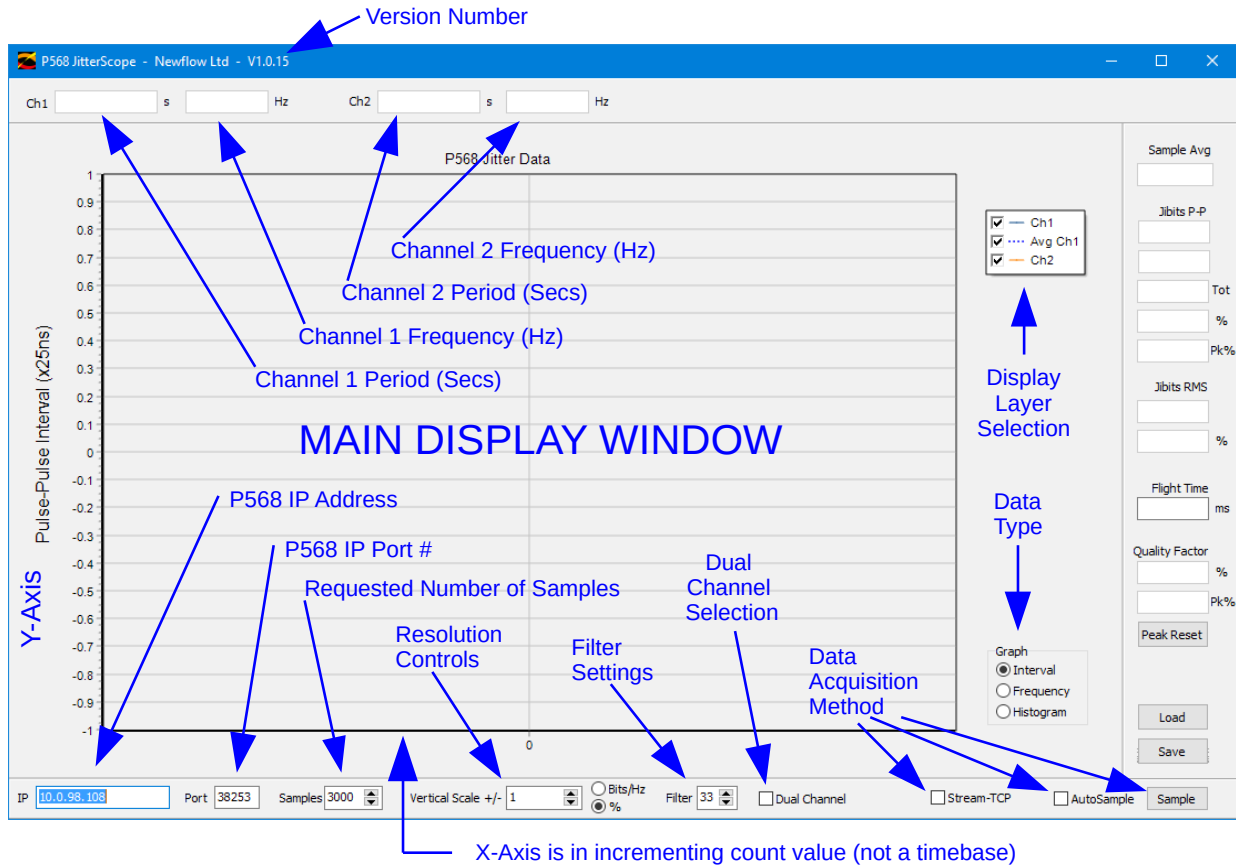 Version Number
P568 JitterScope - Newflow Ltd - V1.0.15
Ch1 s Hz Ch2 s Hz
P568 Jitter Data
1
0.9
0.8
0.7
0.6
0.5
0.4
0.3
0.2
0.1
0
-0.1
-0.2
-0.3
-0.4
-0.5
-0.6
-0.7
-0.8
-0.9
-1
0
Pulse-Pulse Interval (x25ns)
Y-Axis
Channel 2 Frequency (Hz)
Channel 2 Period (Secs)
Channel 1 Frequency (Hz)
Channel 1 Period (Secs)
MAIN DISPLAY WINDOW
P568 IP Address
P568 IP Port #
Requested Number of Samples
Resolution
Controls
Filter
Settings
Dual
Channel
Selection
Data
Acquisition
Method
Ch1
Avg Ch1
Ch2
Display
Layer
Selection
Data
Type
Graph
Interval
Frequency
Histogram
Sample Avg
Jibits P-P
Tot
%
Pk%
Jibits RMS
%
Flight Time
ms
Quality Factor
%
Pk%
Peak Reset
Load
Save
IP 10.0.98.108 Port 38253 Samples 3000 Vertical Scale +/- 1
Bits/Hz
%
Filter 33 Dual Channel Stream-TCP AutoSample Sample
X-Axis is in incrementing count value (not a timebase)